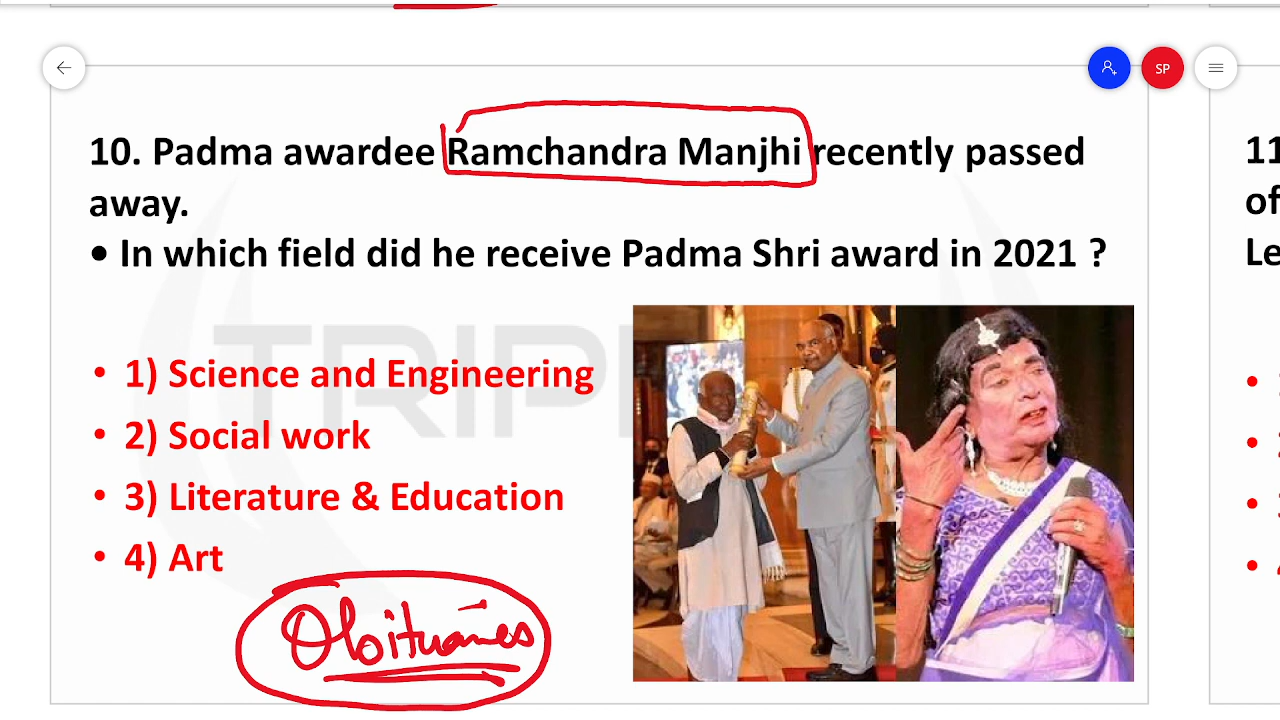 SP
10. Padma awardee Ramchandra Manjhi recently passed
away.
• In which field did he receive Padma Shri award in 2021 ?
• 1) Science and Engineering
• 2) Social work
• 3) Literature & Education
• 4) Art
Obituaries
11
of
Le